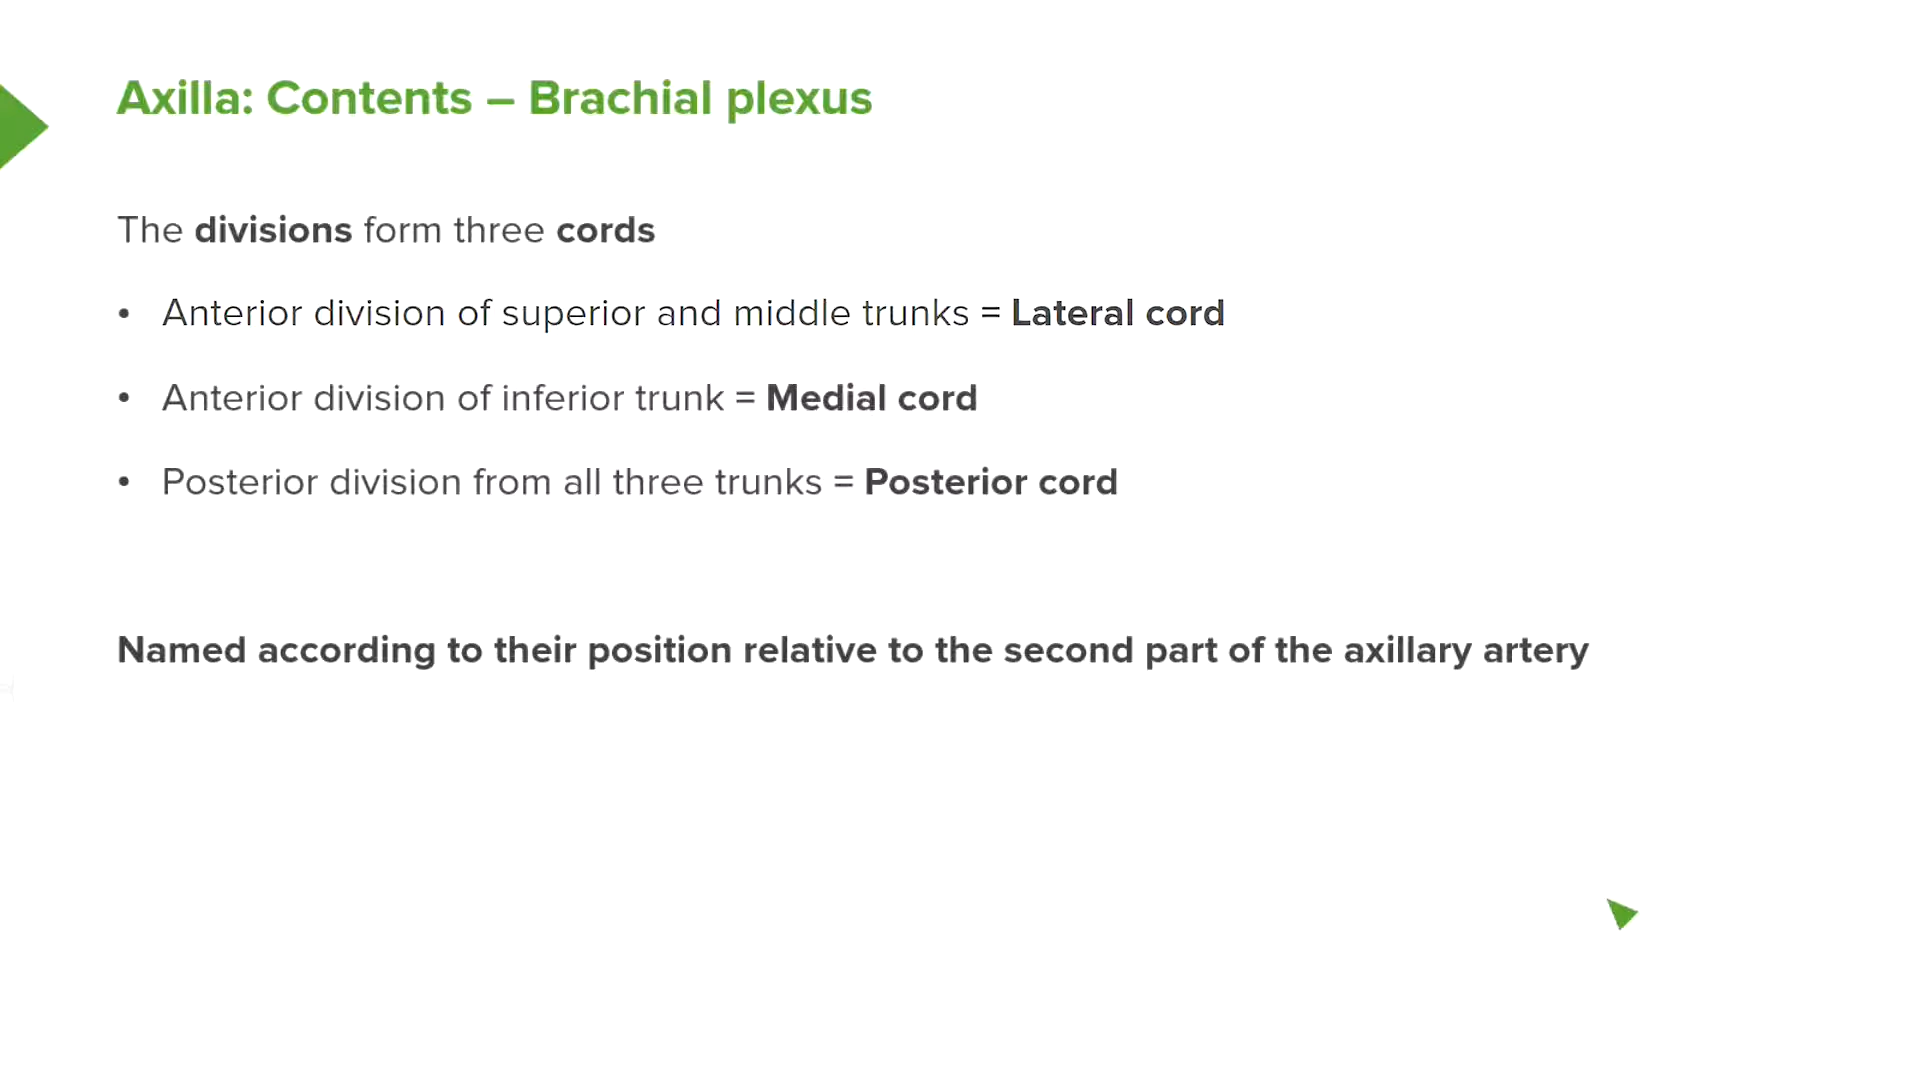 Axilla: Contents – Brachial plexus
The divisions form three cords
• Anterior division of superior and middle trunks = Lateral cord
• Anterior division of inferior trunk = Medial cord
• Posterior division from all three trunks = Posterior cord
Named according to their position relative to the second part of the axillary artery